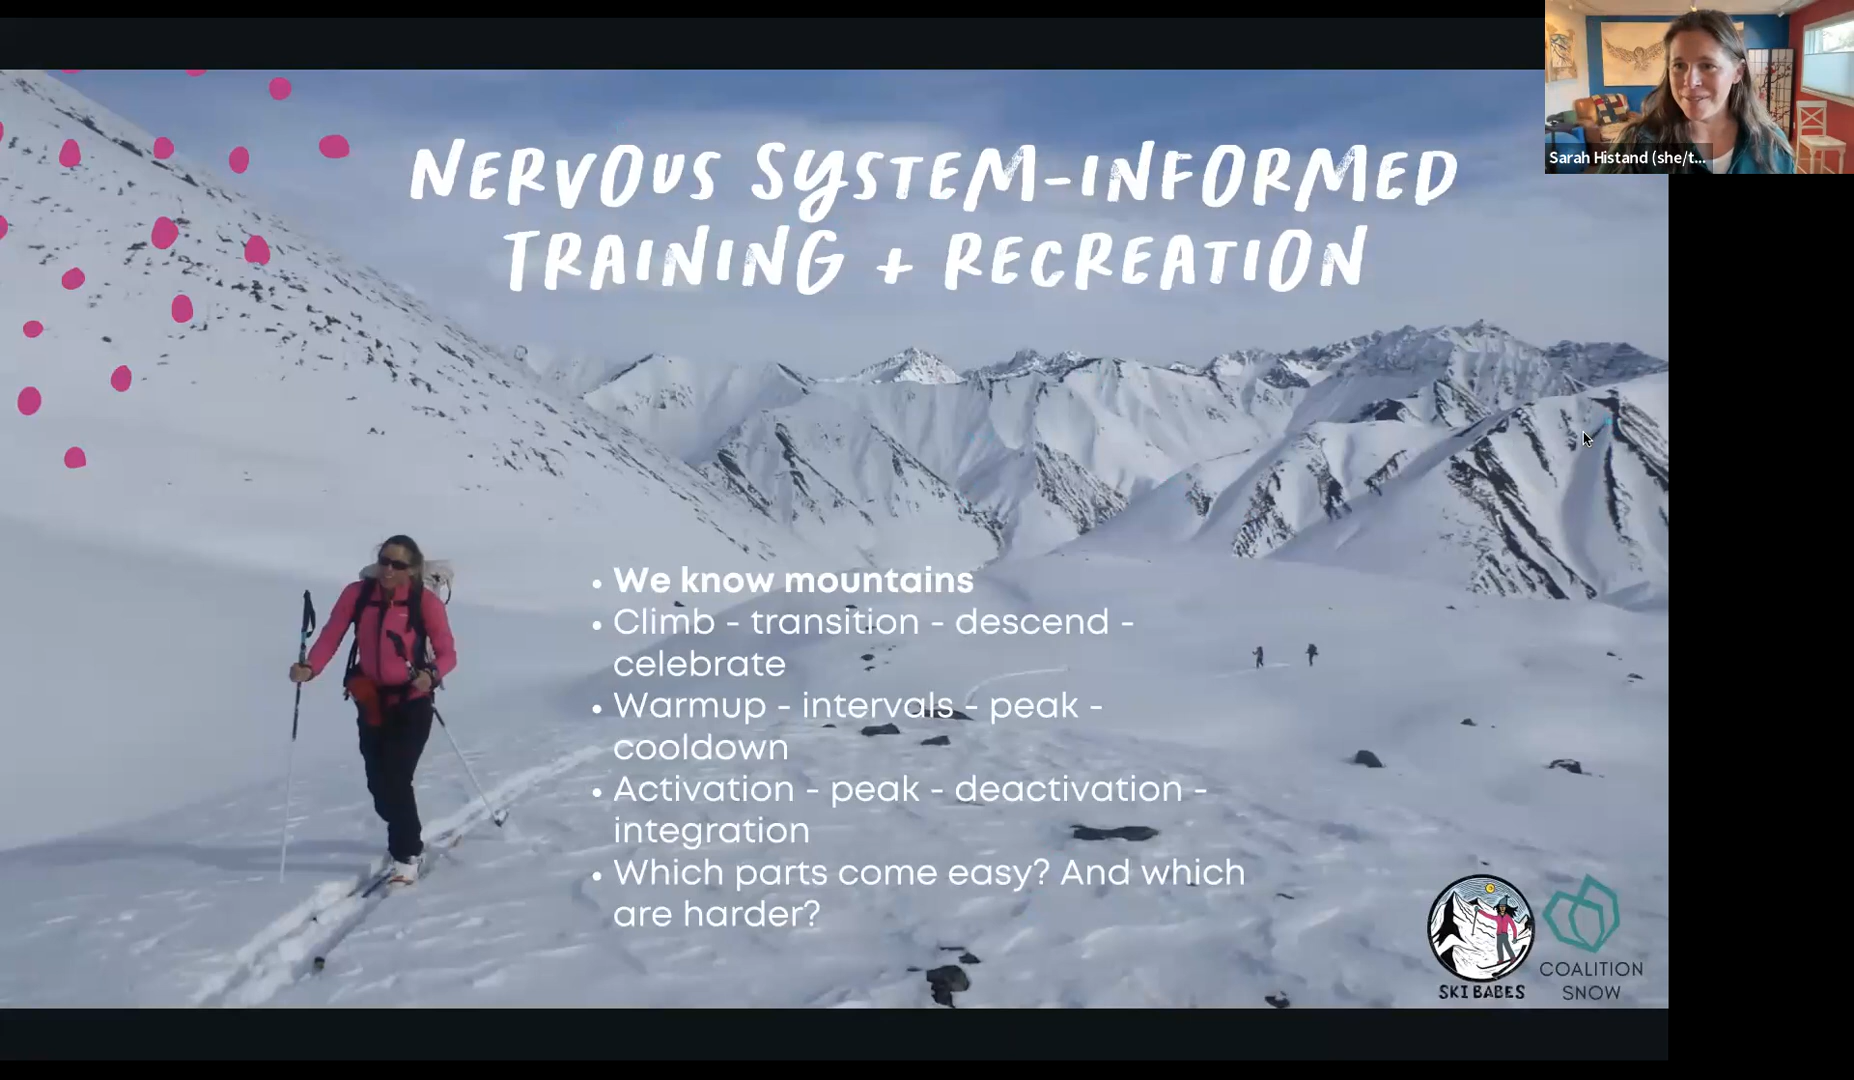 NERVOUS SYSTEM-INFORMED
TRAINING + RECREATION
Sarah Histand (she/t...
• We know mountains
• Climb - transition - descend -
celebrate
• Warmup - intervals - peak -
cooldown
• Activation - peak - deactivation -
integration
• Which parts come easy? And which
are harder?
SKI BABES
COALITION
SNOW